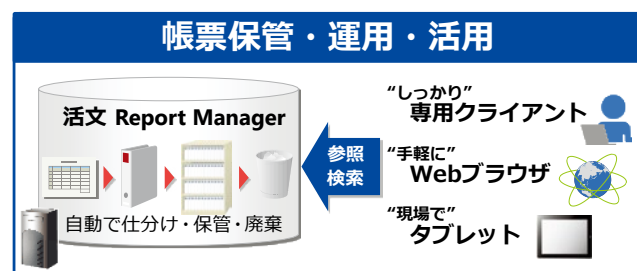 帳票保管・運用・活用
活文 Report Manager
自動で仕分け・保管・廃棄
参照
検索
“しっかり”
専用クライアント
“手軽に”
Webブラウザ
“現場で”
タブレット